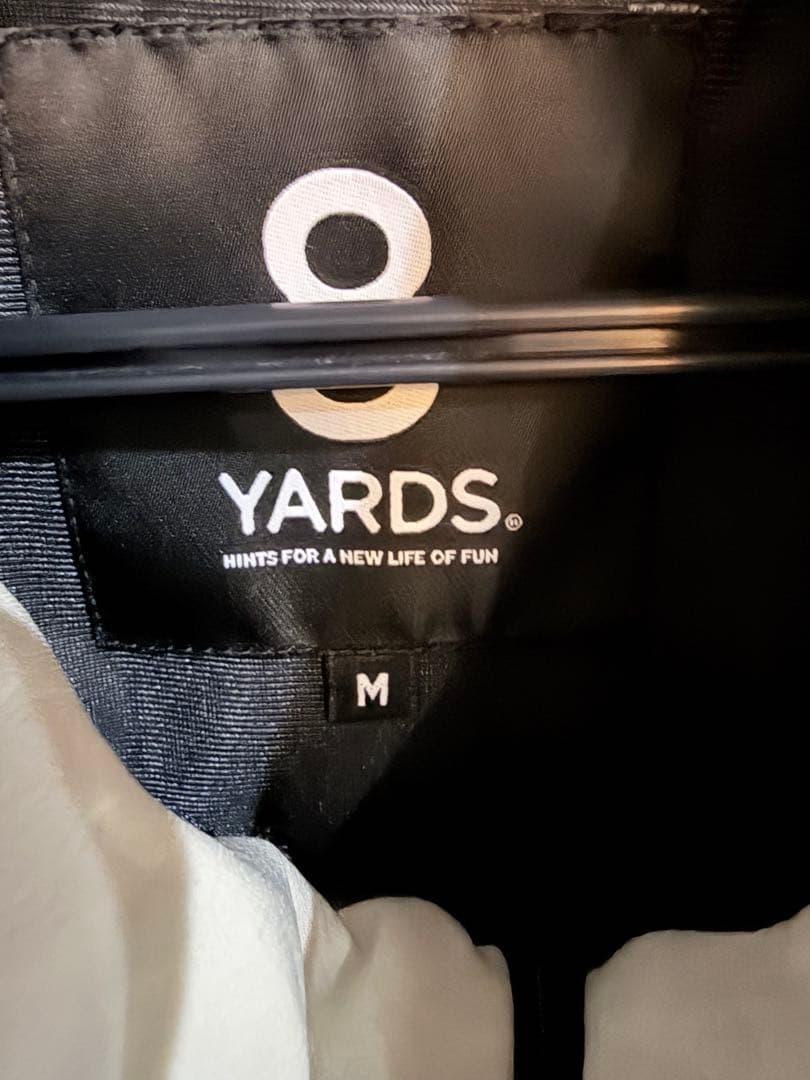 8
YARDS®
HINTS FOR A NEW LIFE OF FUN
M